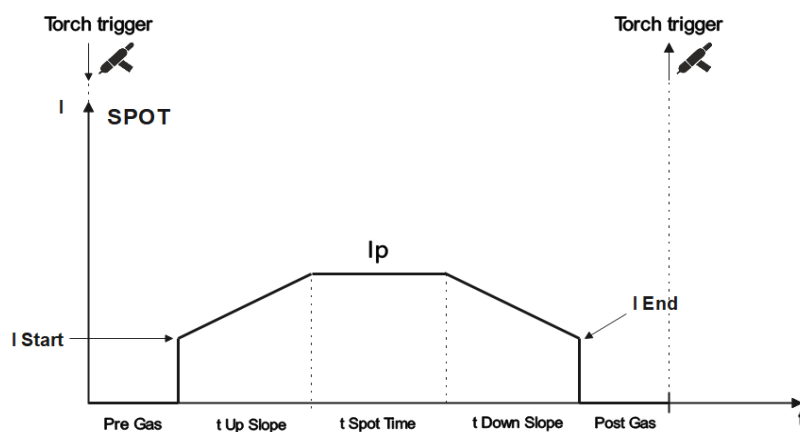 Torch trigger
Torch trigger
I
SPOT
Ip
I End
I Start
Pre Gas
t Up Slope
t Spot Time
t Down Slope
Post Gas
t